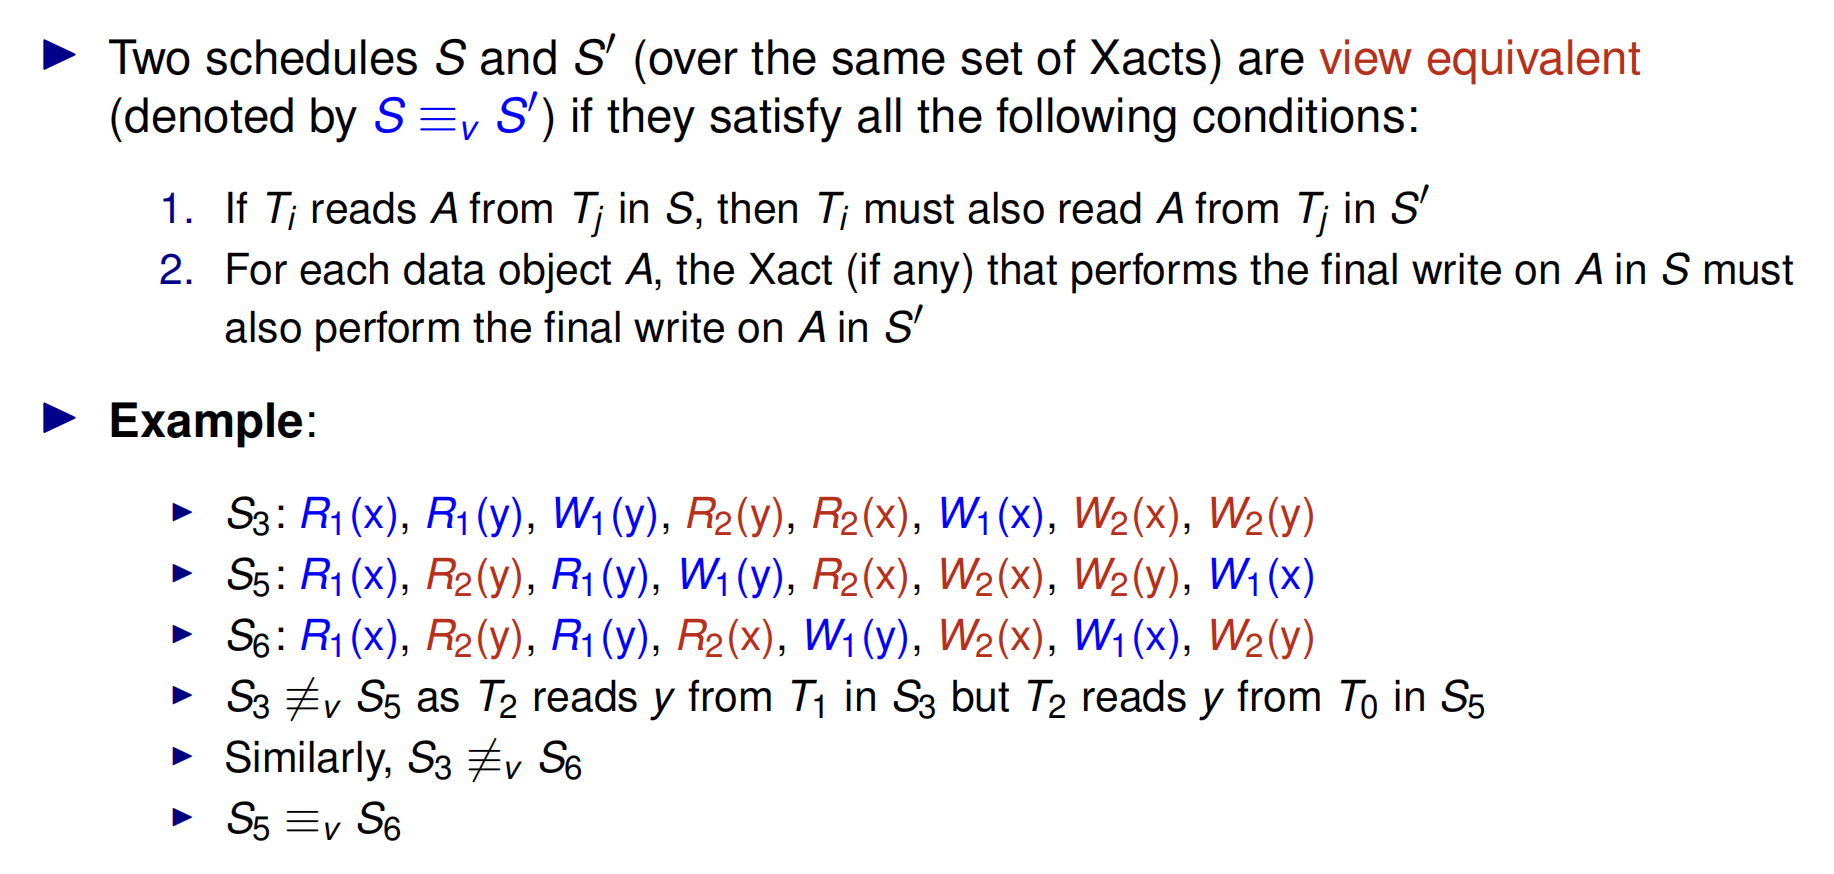 ▶ Two schedules S and S′ (over the same set of Xacts) are view equivalent
(denoted by S ≡ᵥ S′) if they satisfy all the following conditions:
1. If Tᵢ reads A from Tⱼ in S, then Tᵢ must also read A from Tⱼ in S′
2. For each data object A, the Xact (if any) that performs the final write on A in S must
also perform the final write on A in S′
▶ Example:
▶ S₃: R₁(x), R₁(y), W₁(y), R₂(y), R₂(x), W₁(x), W₂(x), W₂(y)
▶ S₅: R₁(x), R₂(y), R₁(y), W₁(y), R₂(x), W₂(x), W₂(y), W₁(x)
▶ S₆: R₁(x), R₂(y), R₁(y), R₂(x), W₁(y), W₂(x), W₁(x), W₂(y)
▶ S₃ ≢ᵥ S₅ as T₂ reads y from T₁ in S₃ but T₂ reads y from T₀ in S₅
▶ Similarly, S₃ ≢ᵥ S₆
▶ S₅ ≡ᵥ S₆